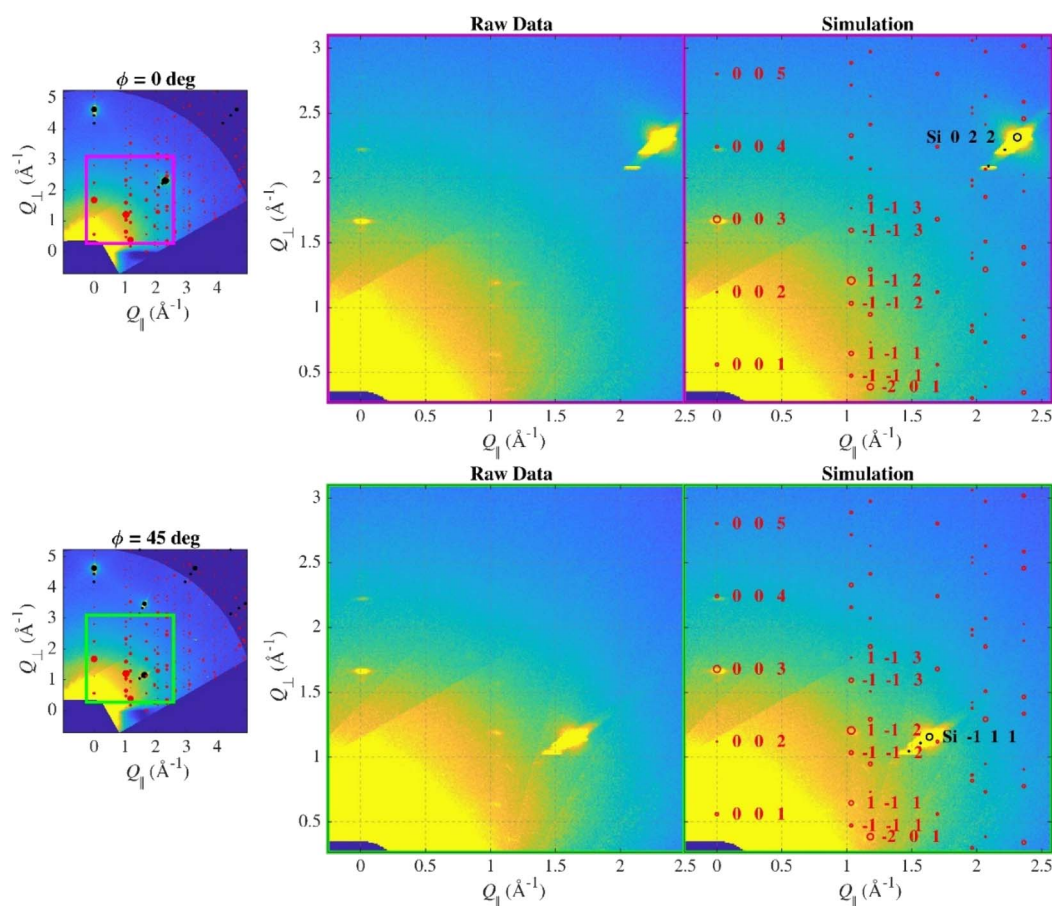 Raw Data
Simulation
ϕ = 0 deg
Q⊥ (Å⁻¹)
5
4
3
2
1
0
0 1 2 3 4
Q∥ (Å⁻¹)
Q⊥ (Å⁻¹)
3
2.5
2
1.5
1
0.5
0 0.5 1 1.5 2 2.5
Q∥ (Å⁻¹)
0 0 5
Si 0 2 2
0 0 4
1 -1 3
0 0 3
-1 -1 3
1 -1 2
0 0 2
-1 -1 2
1 -1 1
0 0 1
-1 -1 1
-2 0 1
0 0.5 1 1.5 2 2.5
Q∥ (Å⁻¹)
Raw Data
Simulation
ϕ = 45 deg
Q⊥ (Å⁻¹)
5
4
3
2
1
0
0 1 2 3 4
Q∥ (Å⁻¹)
Q⊥ (Å⁻¹)
3
2.5
2
1.5
1
0.5
0 0.5 1 1.5 2 2.5
Q∥ (Å⁻¹)
0 0 5
0 0 4
1 -1 3
0 0 3
-1 -1 3
1 -1 2
Si -1 1 1
0 0 2
-1 -1 2
1 -1 1
0 0 1
-1 -1 1
-2 0 1
0 0.5 1 1.5 2 2.5
Q∥ (Å⁻¹)